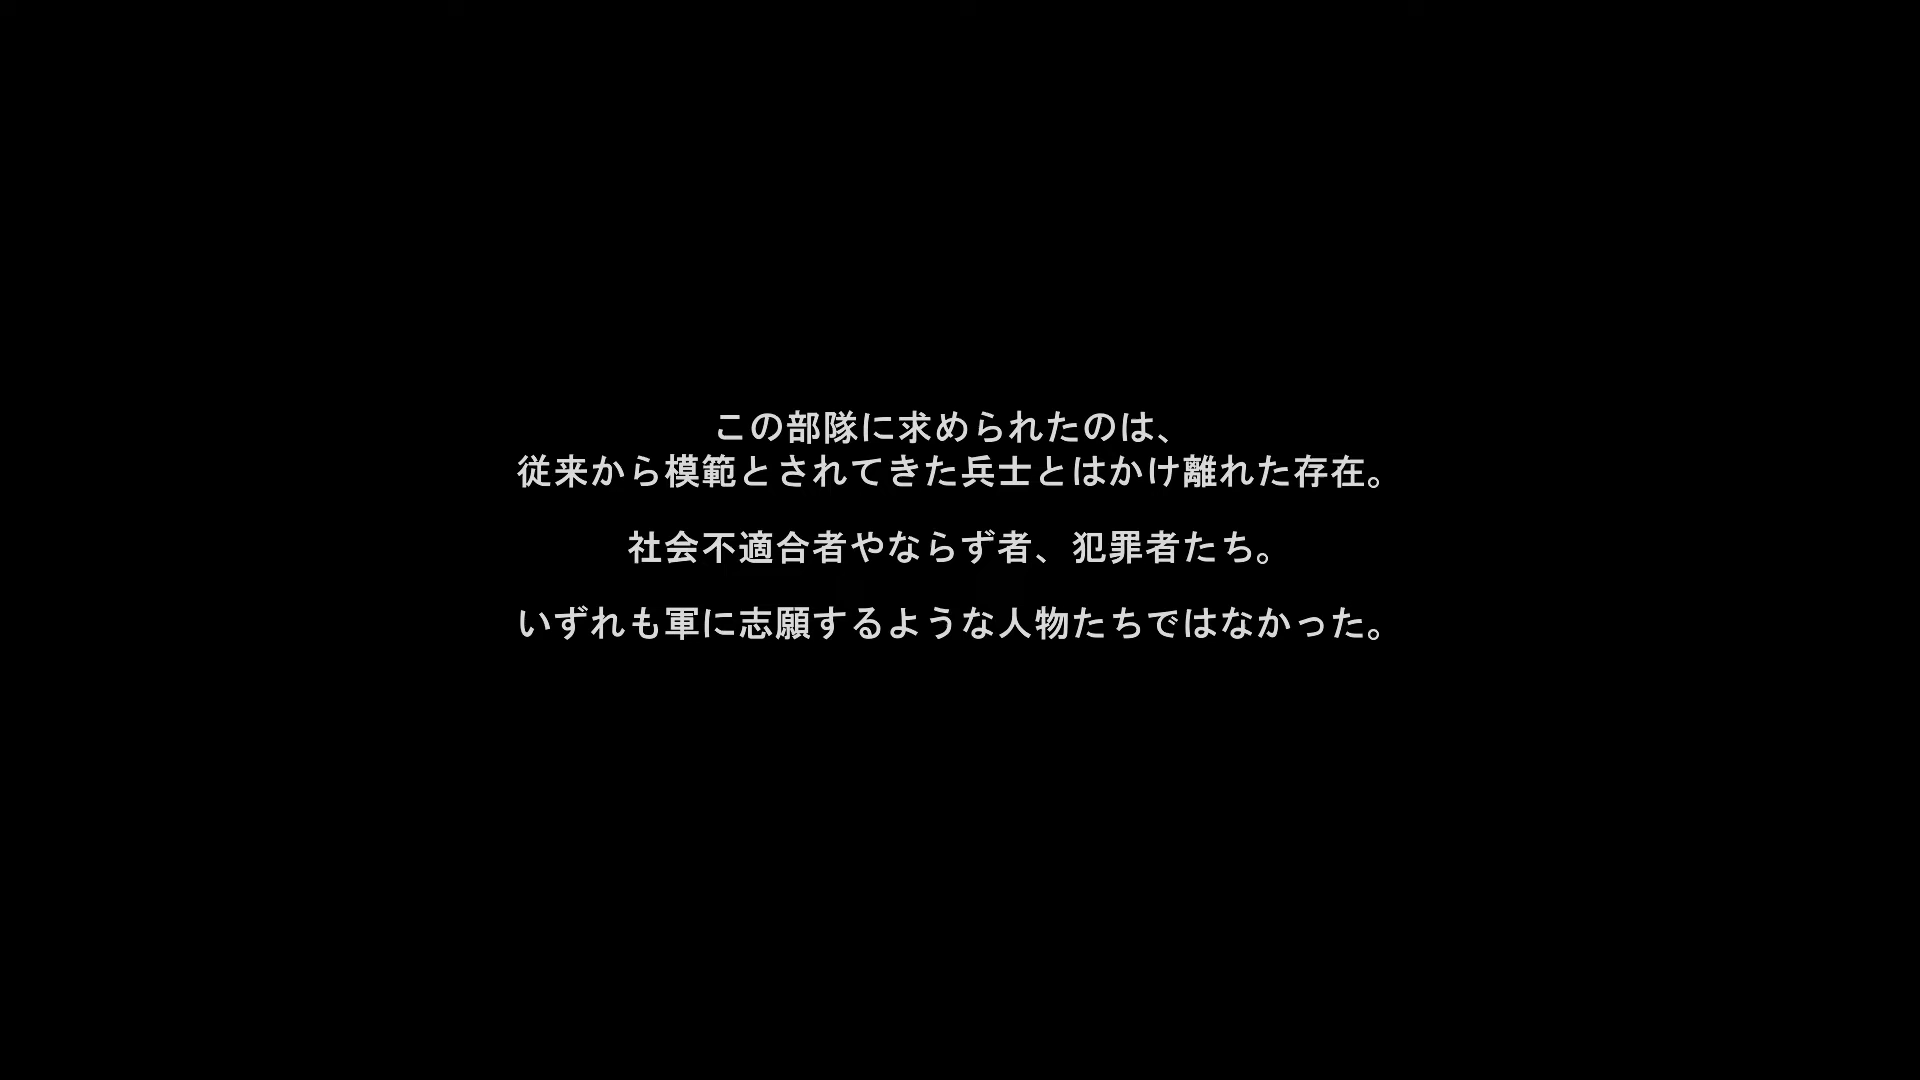 この部隊に求められたのは、
従来から模範とされてきた兵士とはかけ離れた存在。
社会不適合者やならず者、犯罪者たち。
いずれも軍に志願するような人物たちではなかった。